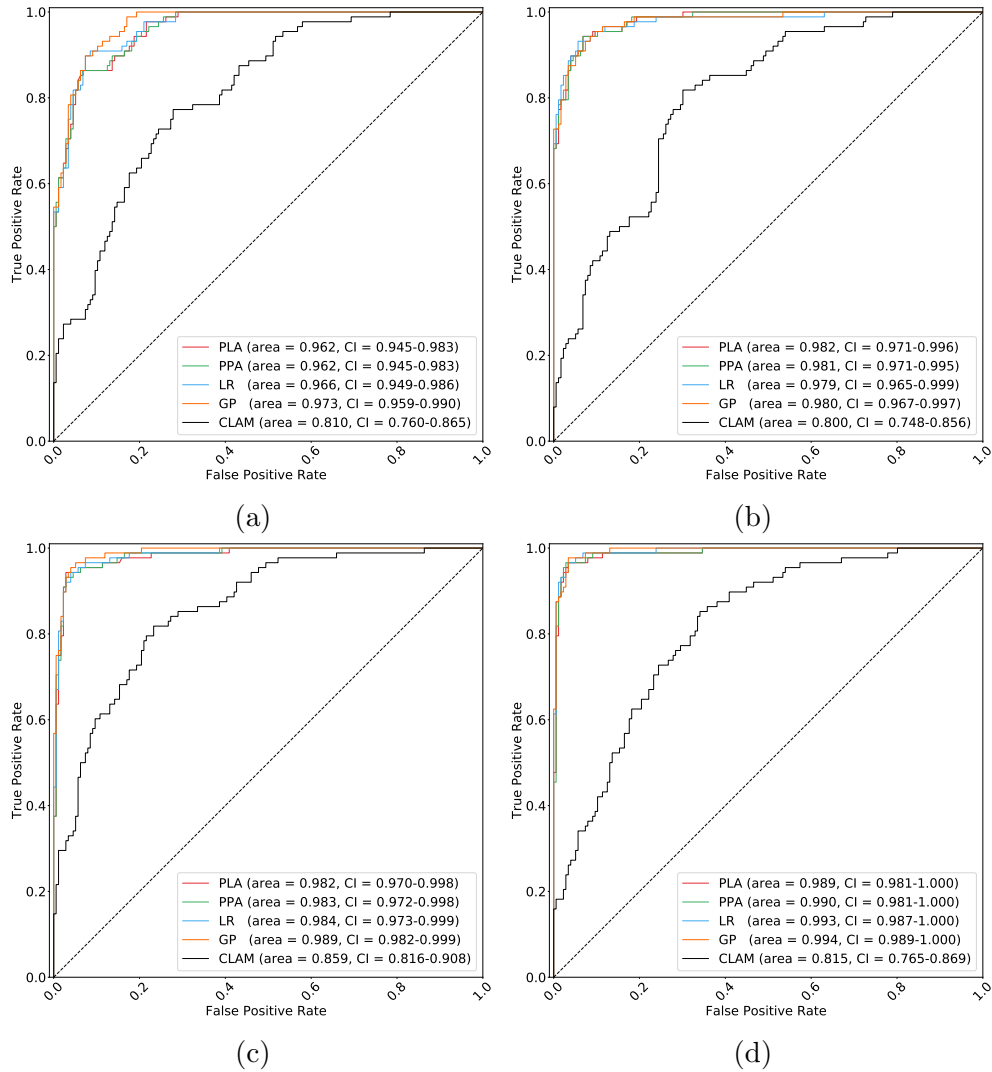 1.0
0.8
0.6
0.4
0.2
0.0
True Positive Rate
PLA (area = 0.962, CI = 0.945-0.983)
PPA (area = 0.962, CI = 0.945-0.983)
LR (area = 0.966, CI = 0.949-0.986)
GP (area = 0.973, CI = 0.959-0.990)
CLAM (area = 0.810, CI = 0.760-0.865)
0.0 0.2 0.4 0.6 0.8 1.0
False Positive Rate
(a)
1.0
0.8
0.6
0.4
0.2
0.0
True Positive Rate
PLA (area = 0.982, CI = 0.971-0.996)
PPA (area = 0.981, CI = 0.971-0.995)
LR (area = 0.979, CI = 0.965-0.999)
GP (area = 0.980, CI = 0.967-0.997)
CLAM (area = 0.800, CI = 0.748-0.856)
0.0 0.2 0.4 0.6 0.8 1.0
False Positive Rate
(b)
1.0
0.8
0.6
0.4
0.2
0.0
True Positive Rate
PLA (area = 0.982, CI = 0.970-0.998)
PPA (area = 0.983, CI = 0.972-0.998)
LR (area = 0.984, CI = 0.973-0.999)
GP (area = 0.989, CI = 0.982-0.999)
CLAM (area = 0.859, CI = 0.816-0.908)
0.0 0.2 0.4 0.6 0.8 1.0
False Positive Rate
(c)
1.0
0.8
0.6
0.4
0.2
0.0
True Positive Rate
PLA (area = 0.989, CI = 0.981-1.000)
PPA (area = 0.990, CI = 0.981-1.000)
LR (area = 0.993, CI = 0.987-1.000)
GP (area = 0.994, CI = 0.989-1.000)
CLAM (area = 0.815, CI = 0.765-0.869)
0.0 0.2 0.4 0.6 0.8 1.0
False Positive Rate
(d)